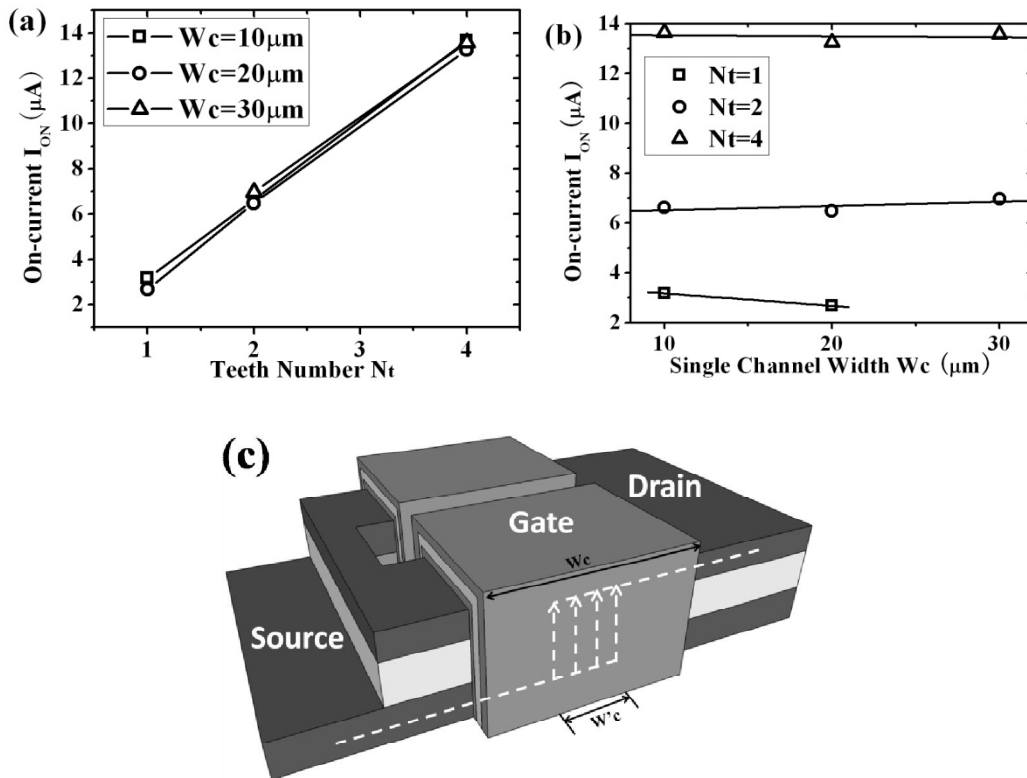 (a)
Wc=10μm
Wc=20μm
Wc=30μm
14
12
10
8
6
4
2
1
2
3
4
On-current I_ON (μA)
Teeth Number Nt
(b)
Nt=1
Nt=2
Nt=4
14
12
10
8
6
4
2
10
20
30
On-current I_ON (μA)
Single Channel Width Wc (μm)
(c)
Drain
Gate
Wc
Source
W'c